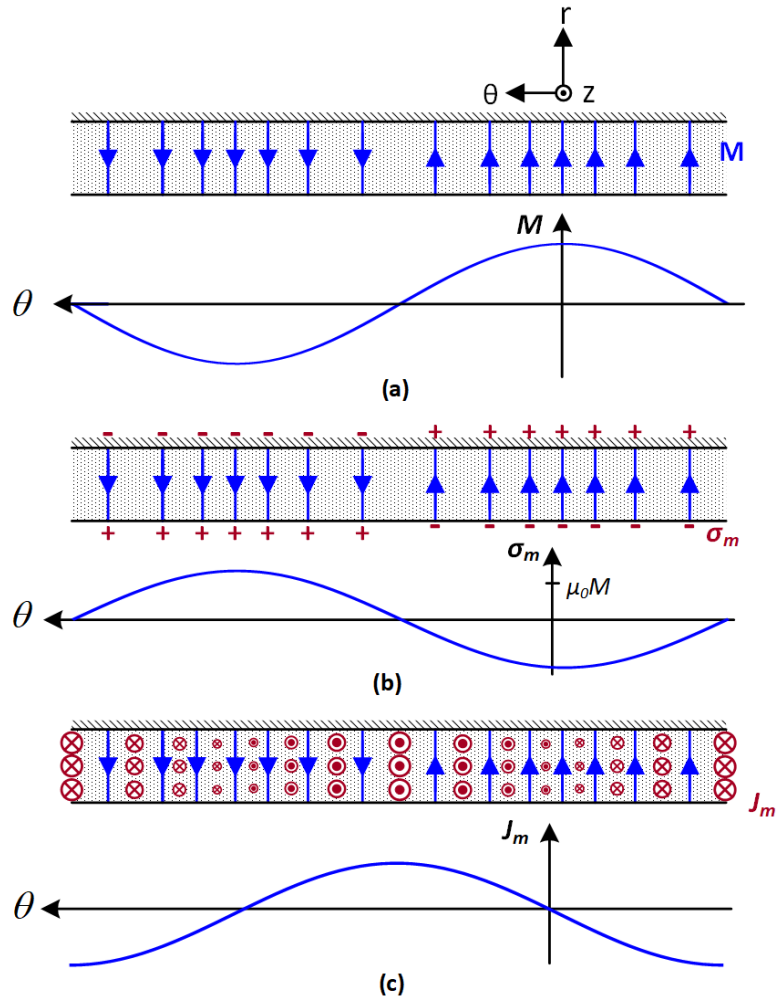 r
θ z
M
M
θ
(a)
- - - - - - - + + + + + + +
+ + + + + + + - - - - - - -
σm
σm
μ0M
θ
(b)
Jm
Jm
θ
(c)